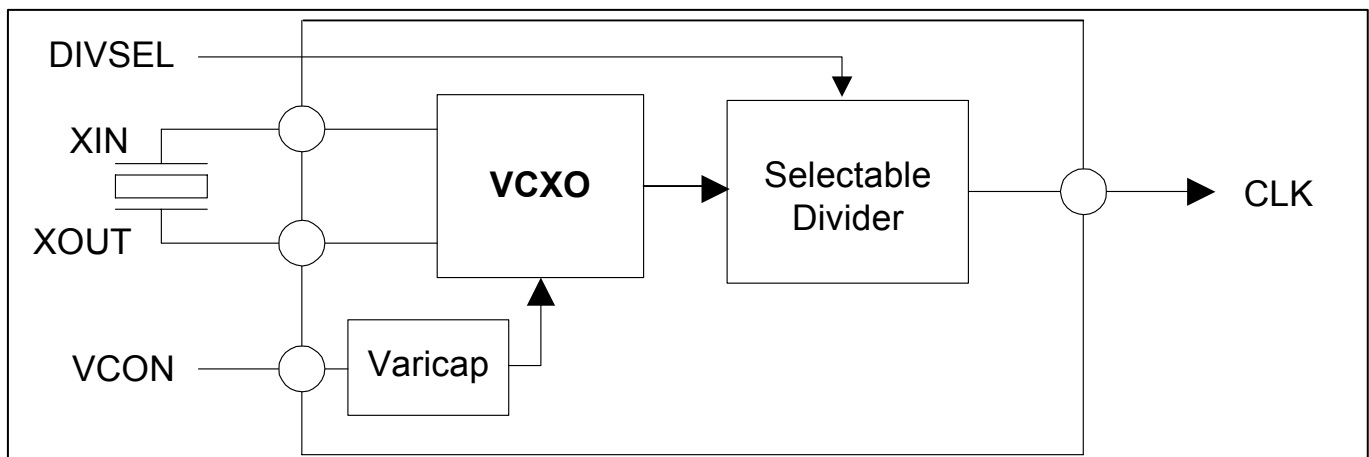 DIVSEL
XIN
XOUT
VCON
VCXO
Varicap
Selectable
Divider
CLK